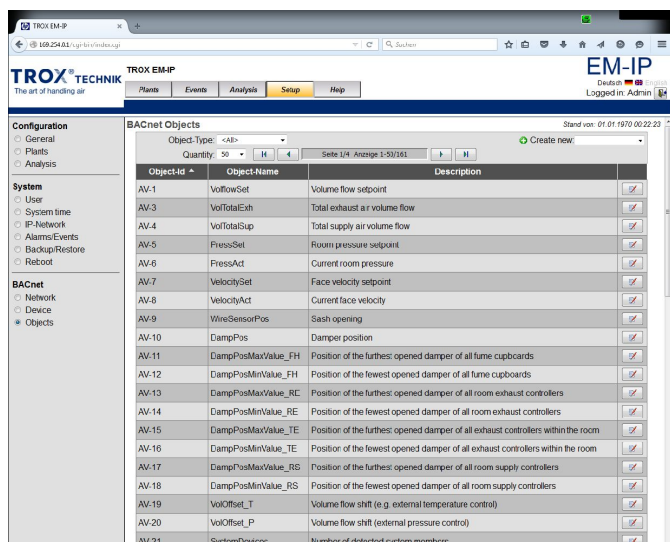 TROX EM-IP
169.254.0.1/cgi-bin/index.cgi
Suchen
TROX® TECHNIK
The art of handling air
TROX EM-IP
Plants Events Analysis Setup Help
EM-IP
Deutsch English
Logged in: Admin
Configuration
General
Plants
Analysis
System
User
System time
IP-Network
Alarms/Events
Backup/Restore
Reboot
BACnet
Network
Device
Objects
BACnet Objects
Stand von: 01.01.1970 00:22:23
Object-Type: <All>
Create new:
Quantity: 50 Seite 1/4 Anzeige 1-53/161
Object-Id Object-Name Description
AV-1 VolflowSet Volume flow setpoint
AV-3 VolTotalExh Total exhaust air volume flow
AV-4 VolTotalSup Total supply air volume flow
AV-5 PressSet Room pressure setpoint
AV-6 PressAct Current room pressure
AV-7 VelocitySet Face velocity setpoint
AV-8 VelocityAct Current face velocity
AV-9 WireSensorPos Sash opening
AV-10 DampPos Damper position
AV-11 DampPosMaxValue_FH Position of the furthest opened damper of all fume cupboards
AV-12 DampPosMinValue_FH Position of the fewest opened damper of all fume cupboards
AV-13 DampPosMaxValue_RE Position of the furthest opened damper of all room exhaust controllers
AV-14 DampPosMinValue_RE Position of the fewest opened damper of all room exhaust controllers
AV-15 DampPosMaxValue_TE Position of the furthest opened damper of all exhaust controllers within the room
AV-16 DampPosMinValue_TE Position of the fewest opened damper of all exhaust controllers within the room
AV-17 DampPosMaxValue_RS Position of the furthest opened damper of all room supply controllers
AV-18 DampPosMinValue_RS Position of the fewest opened damper of all room supply controllers
AV-19 VolOffset_T Volume flow shift (e.g. external temperature control)
AV-20 VolOffset_P Volume flow shift (external pressure control)
AV-21 SystemDevices Number of detected system members